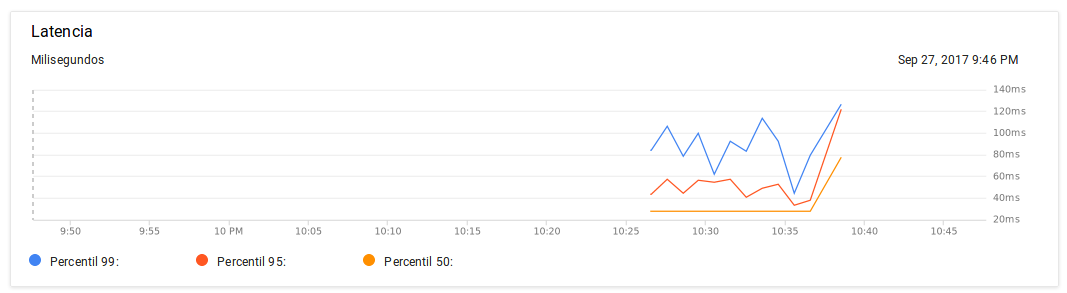 Latencia
Milisegundos Sep 27, 2017 9:46 PM
140ms
120ms
100ms
80ms
60ms
40ms
20ms
9:50 9:55 10 PM 10:05 10:10 10:15 10:20 10:25 10:30 10:35 10:40 10:45
Percentil 99: Percentil 95: Percentil 50: